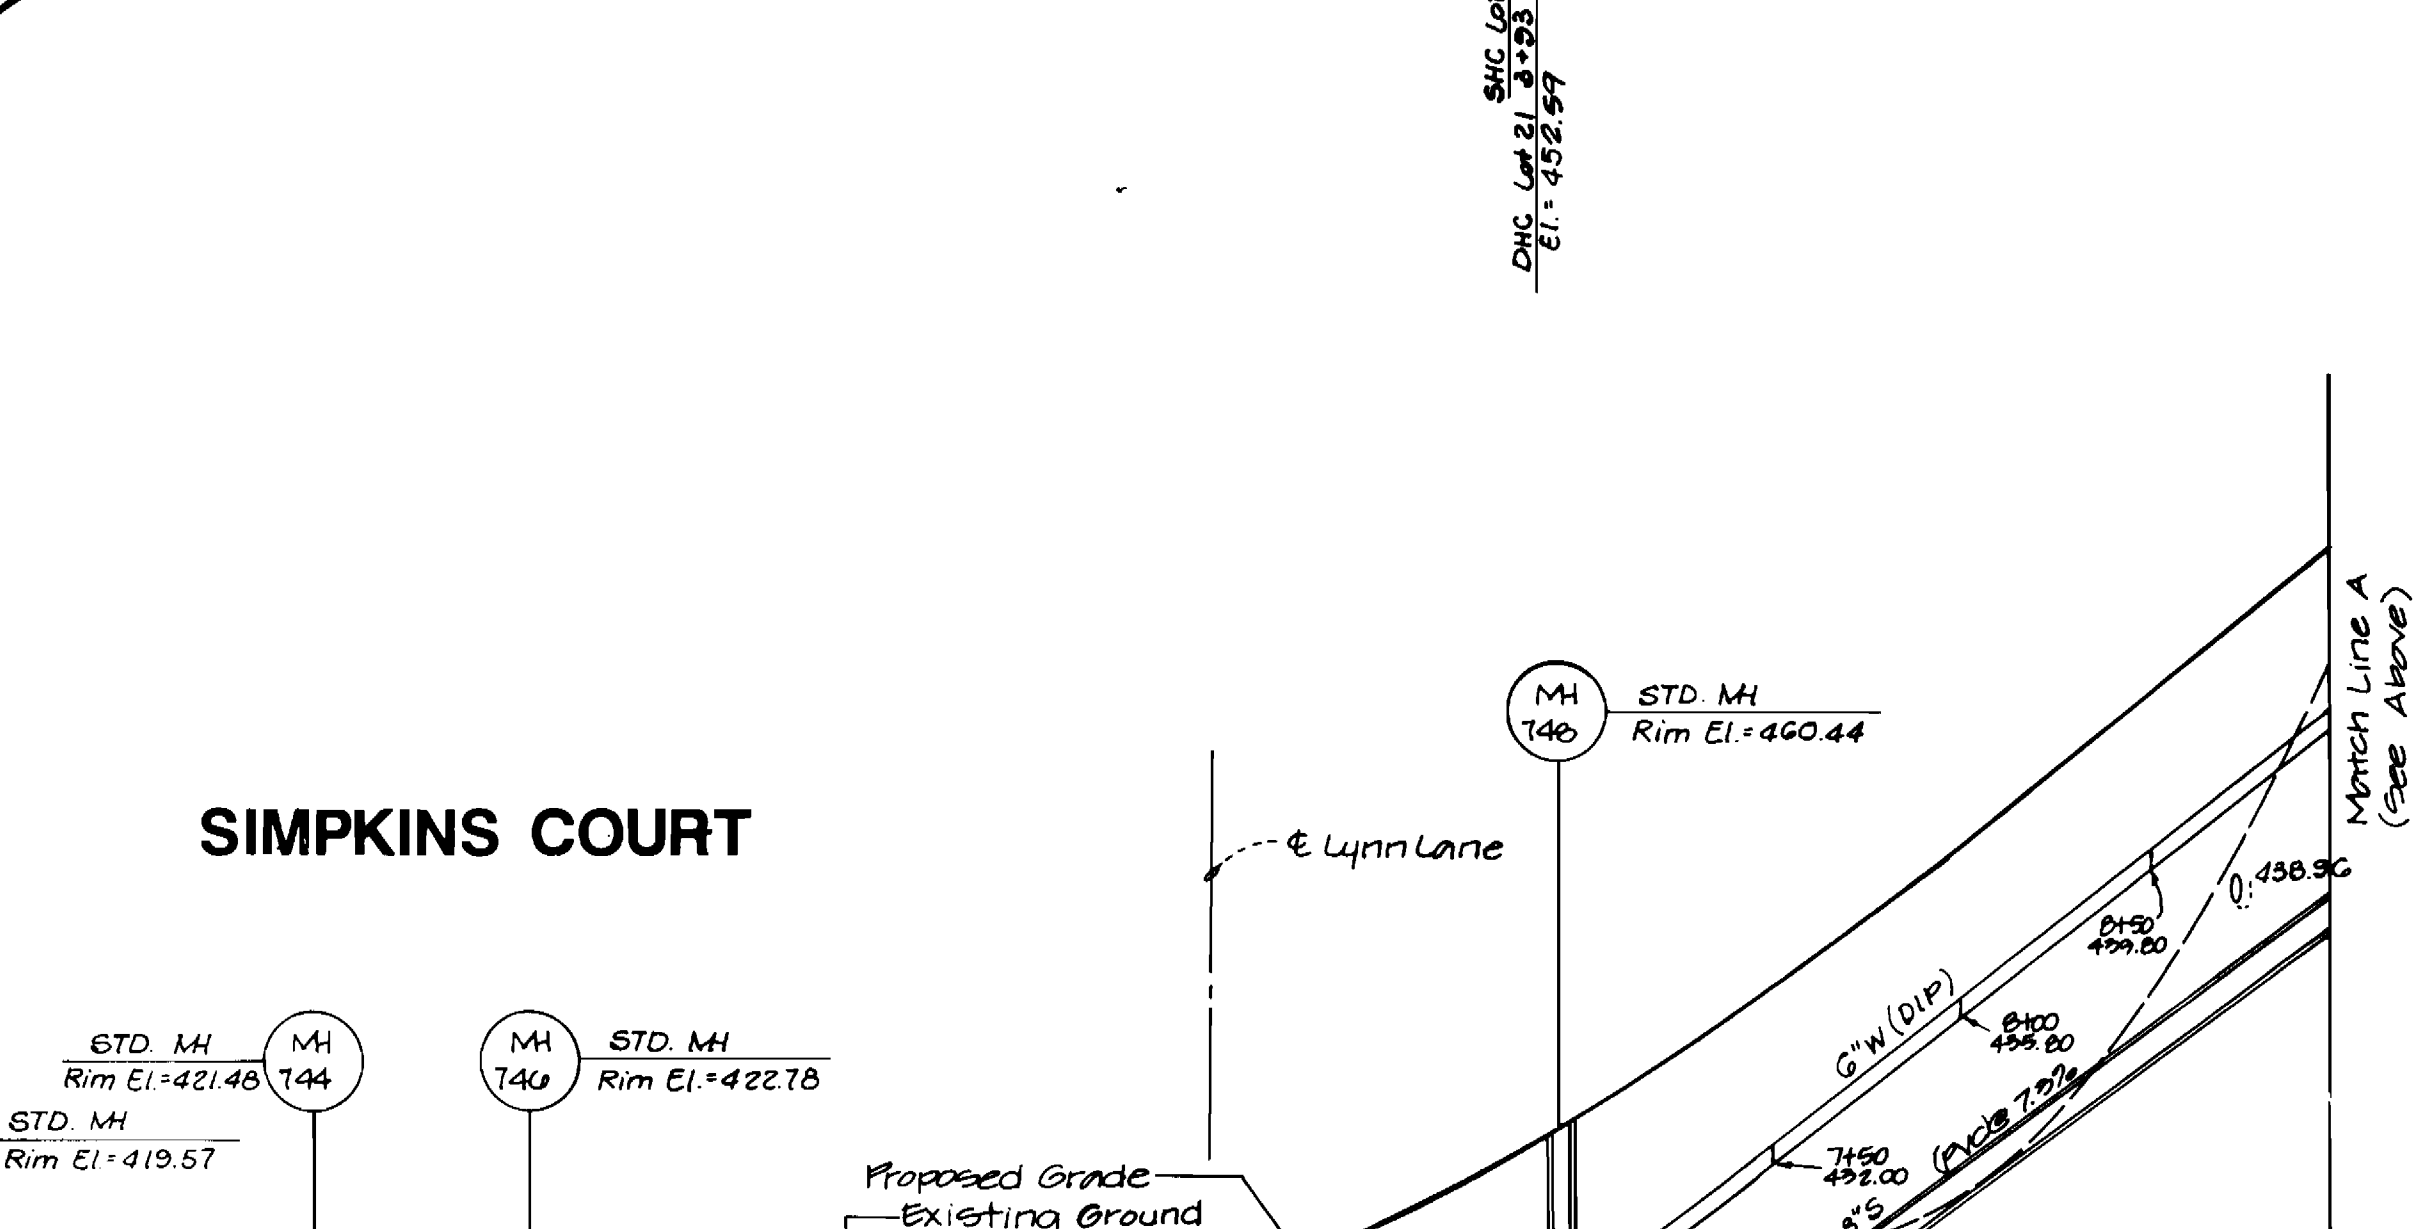 SHC
DHC Lot 21 3+93
El. = 452.59
MH
748
STD. MH
Rim El.=460.44
Match Line A
(See Above)
SIMPKINS COURT
℄ Lynn Lane
438.96
8+50
439.80
6"W (DIP)
8+00
435.80
STD. MH
Rim El.=421.48
MH
744
MH
746
STD. MH
Rim El.=422.78
STD. MH
Rim El.=419.57
7+50
432.00
8"S (PVC)
Proposed Grade
Existing Ground